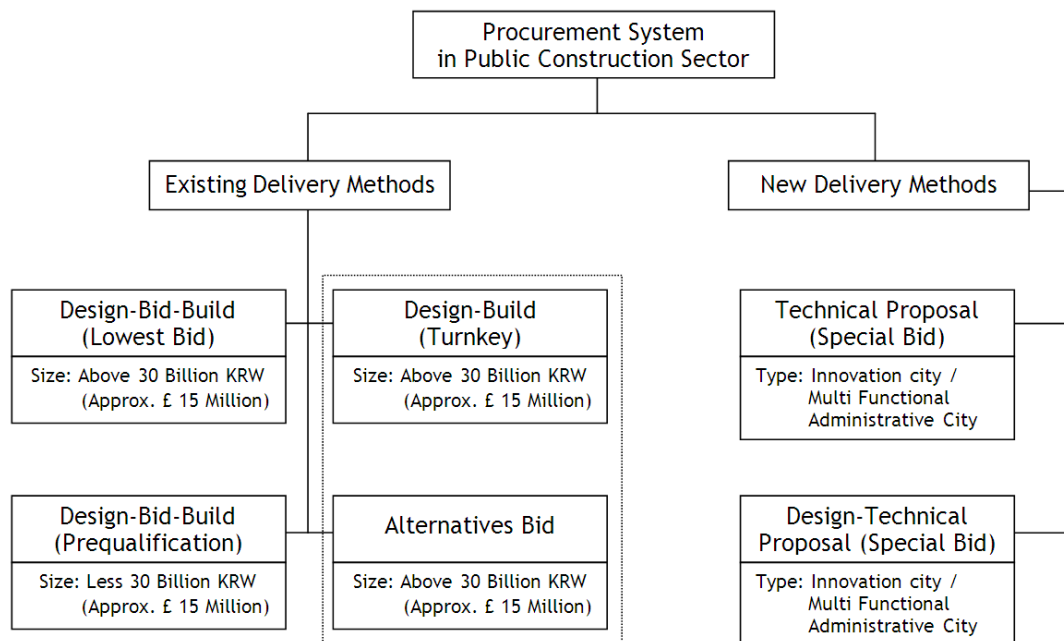 Procurement System
in Public Construction Sector
Existing Delivery Methods
New Delivery Methods
Design-Bid-Build
(Lowest Bid)
Size: Above 30 Billion KRW
(Approx. £ 15 Million)
Design-Build
(Turnkey)
Size: Above 30 Billion KRW
(Approx. £ 15 Million)
Technical Proposal
(Special Bid)
Type: Innovation city /
Multi Functional
Administrative City
Design-Bid-Build
(Prequalification)
Size: Less 30 Billion KRW
(Approx. £ 15 Million)
Alternatives Bid
Size: Above 30 Billion KRW
(Approx. £ 15 Million)
Design-Technical
Proposal (Special Bid)
Type: Innovation city /
Multi Functional
Administrative City